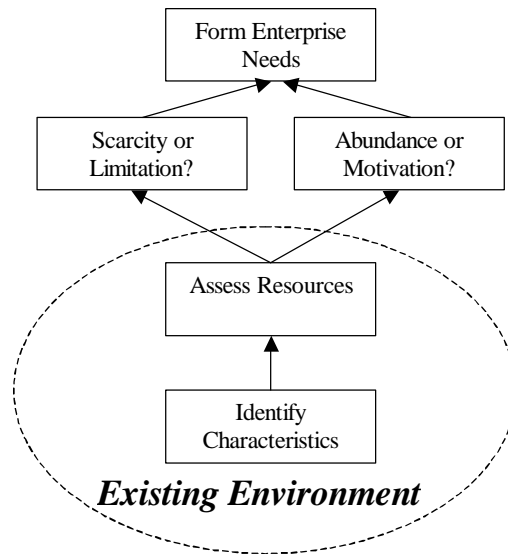 Form Enterprise
Needs
Scarcity or
Limitation?
Abundance or
Motivation?
Assess Resources
Identify
Characteristics
Existing Environment